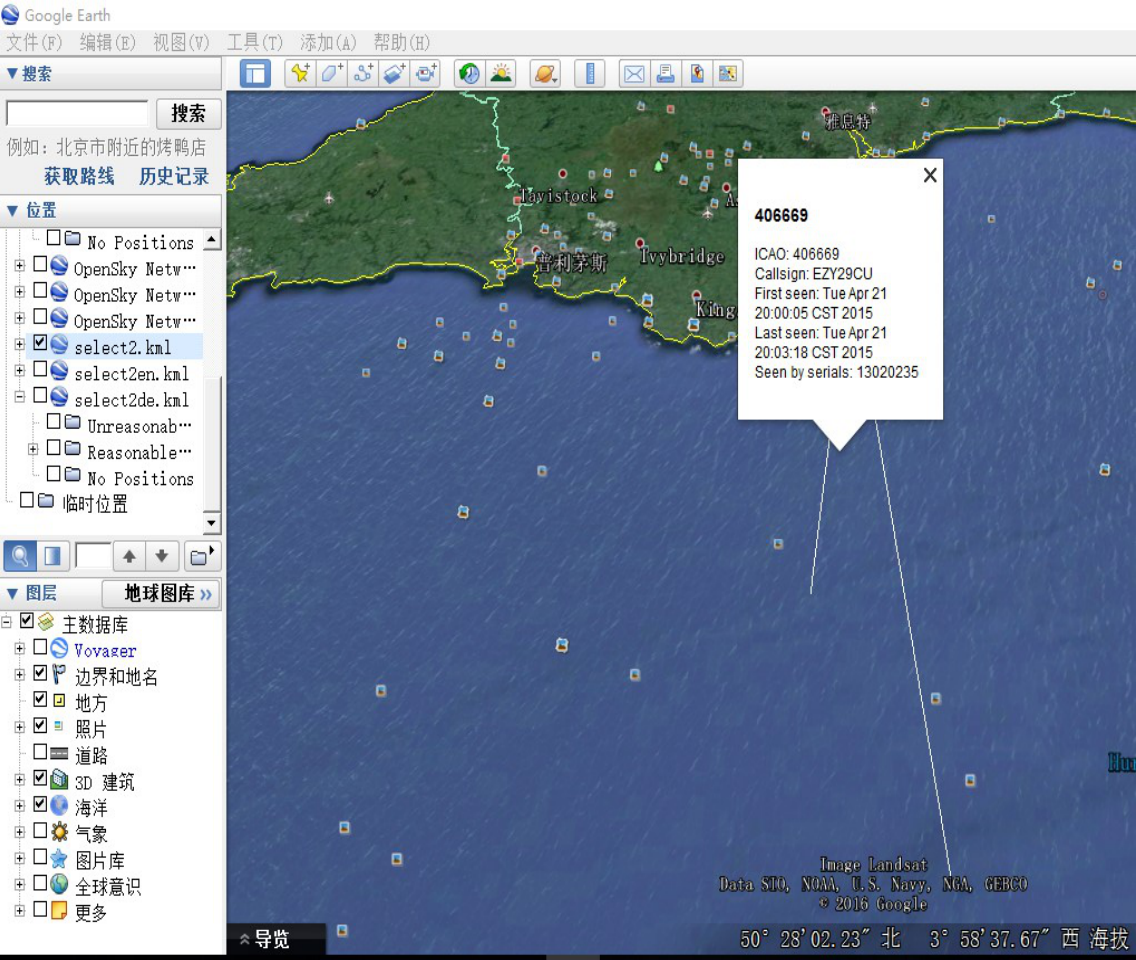 Google Earth
文件(F) 编辑(E) 视图(V) 工具(T) 添加(A) 帮助(H)
▼搜索
搜索
例如: 北京市附近的烤鸭店
获取路线 历史记录
▼ 位置
No Positions
OpenSky Netw…
OpenSky Netw…
OpenSky Netw…
select2.kml
select2en.kml
select2de.kml
Unreasonab…
Reasonable…
No Positions
临时位置
▼ 图层
地球图库 »
主数据库
Voyager
边界和地名
地方
照片
道路
3D 建筑
海洋
气象
图片库
全球意识
更多
雅息特
Tavistock
普利茅斯
Ivybridge
King
406669
ICAO: 406669
Callsign: EZY29CU
First seen: Tue Apr 21
20:00:05 CST 2015
Last seen: Tue Apr 21
20:03:18 CST 2015
Seen by serials: 13020235
Hur
Image Landsat
Data SIO, NOAA, U.S. Navy, NGA, GEBCO
© 2016 Google
导览
50° 28′02.23″ 北 3° 58′37.67″ 西 海拔